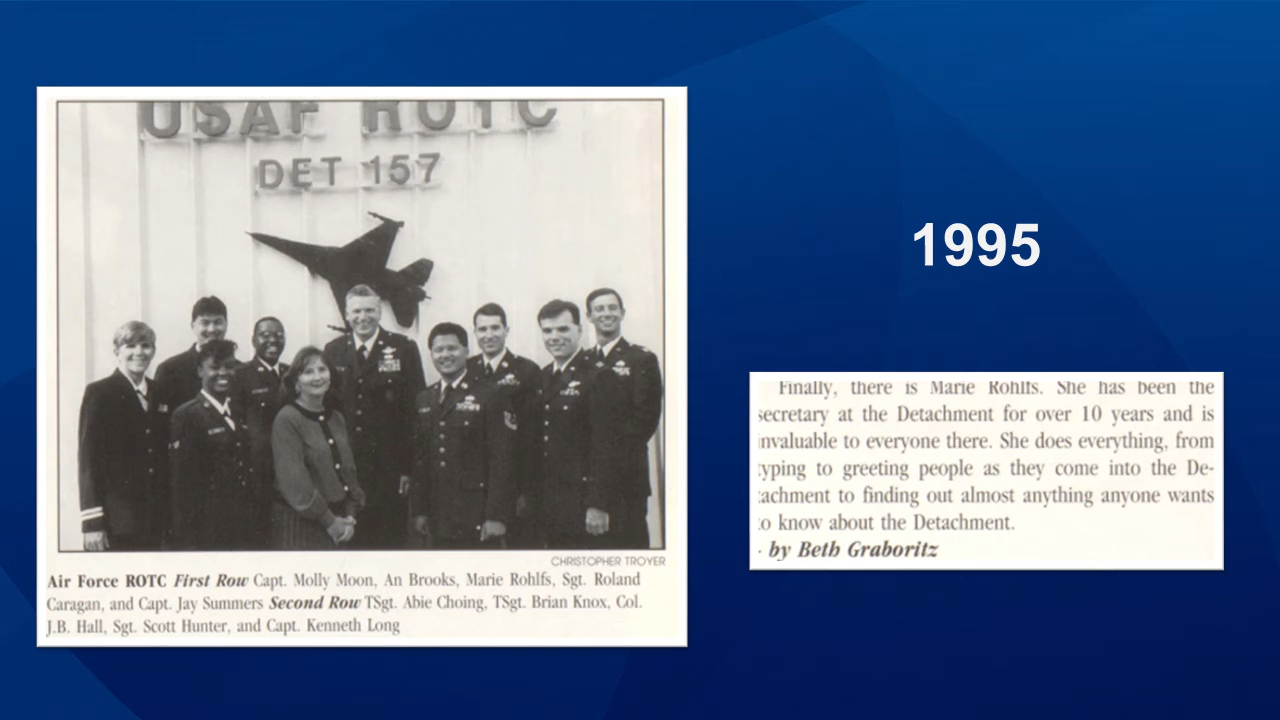 USAF ROTC
DET 157
CHRISTOPHER TROYER
Air Force ROTC First Row Capt. Molly Moon, An Brooks, Marie Rohlfs, Sgt. Roland
Caragan, and Capt. Jay Summers Second Row TSgt. Abie Choing, TSgt. Brian Knox, Col.
J.B. Hall, Sgt. Scott Hunter, and Capt. Kenneth Long
1995
Finally, there is Marie Rohlfs. She has been the
secretary at the Detachment for over 10 years and is
invaluable to everyone there. She does everything, from
typing to greeting people as they come into the De-
tachment to finding out almost anything anyone wants
to know about the Detachment.
- by Beth Graboritz